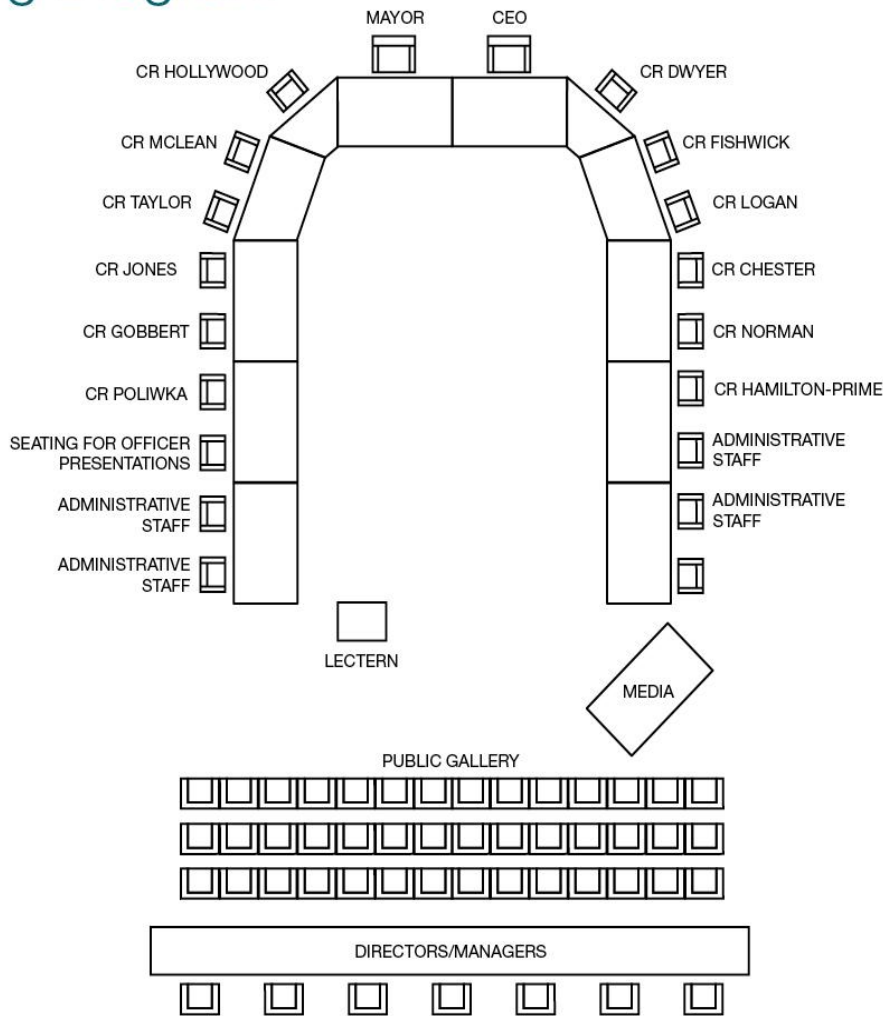 MAYOR
CEO
CR HOLLYWOOD
CR DWYER
CR MCLEAN
CR FISHWICK
CR TAYLOR
CR LOGAN
CR JONES
CR CHESTER
CR GOBBERT
CR NORMAN
CR POLIWKA
CR HAMILTON-PRIME
SEATING FOR OFFICER
PRESENTATIONS
ADMINISTRATIVE
STAFF
ADMINISTRATIVE
STAFF
ADMINISTRATIVE
STAFF
ADMINISTRATIVE
STAFF
LECTERN
MEDIA
PUBLIC GALLERY
DIRECTORS/MANAGERS